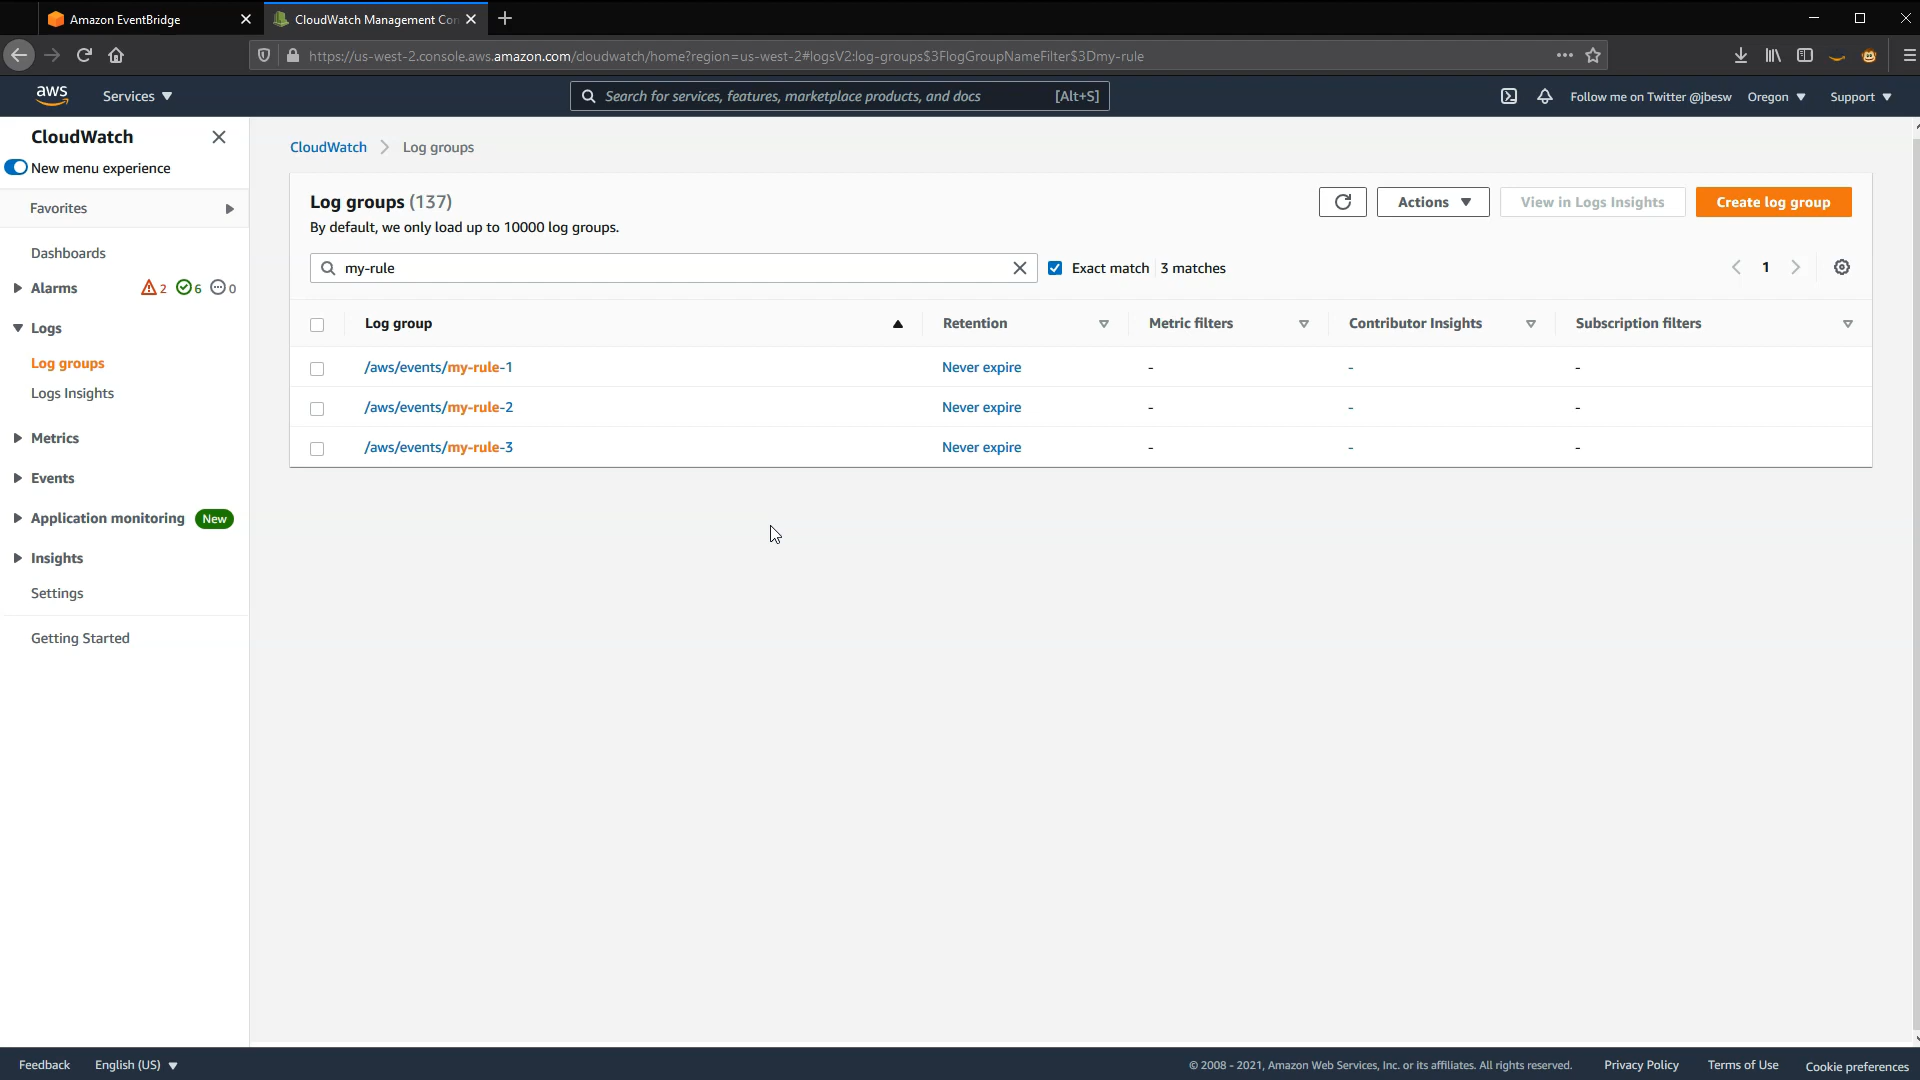 Amazon EventBridge
CloudWatch Management Con
https://us-west-2.console.aws.amazon.com/cloudwatch/home?region=us-west-2#logsV2:log-groups$3FlogGroupNameFilter$3Dmy-rule
aws
Services
Search for services, features, marketplace products, and docs
[Alt+S]
Follow me on Twitter @jbesw
Oregon
Support
CloudWatch
New menu experience
Favorites
Dashboards
Alarms
2
6
0
Logs
Log groups
Logs Insights
Metrics
Events
Application monitoring
New
Insights
Settings
Getting Started
CloudWatch > Log groups
Log groups (137)
By default, we only load up to 10000 log groups.
Actions
View in Logs Insights
Create log group
my-rule
Exact match
3 matches
1
Log group
Retention
Metric filters
Contributor Insights
Subscription filters
/aws/events/my-rule-1 Never expire - - -
/aws/events/my-rule-2 Never expire - - -
/aws/events/my-rule-3 Never expire - - -
Feedback
English (US)
© 2008 - 2021, Amazon Web Services, Inc. or its affiliates. All rights reserved.
Privacy Policy
Terms of Use
Cookie preferences